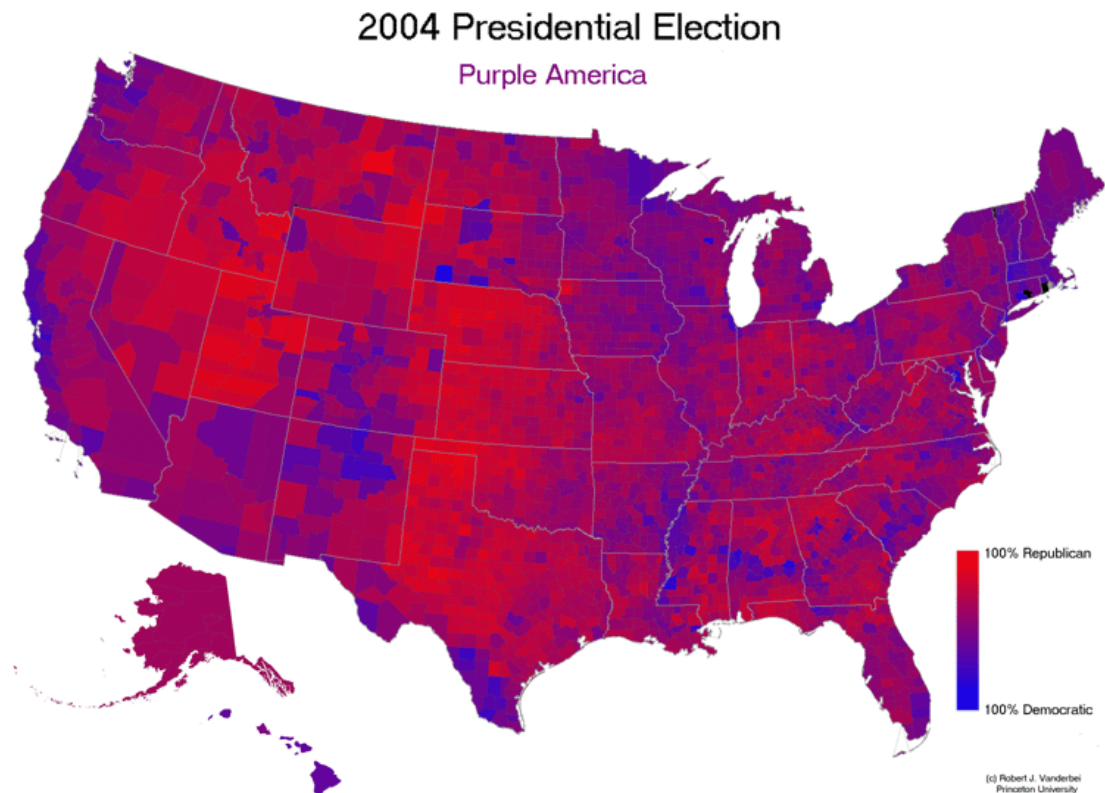 2004 Presidential Election
Purple America
100% Republican
100% Democratic
(c) Robert J. Vanderbei
Princeton University